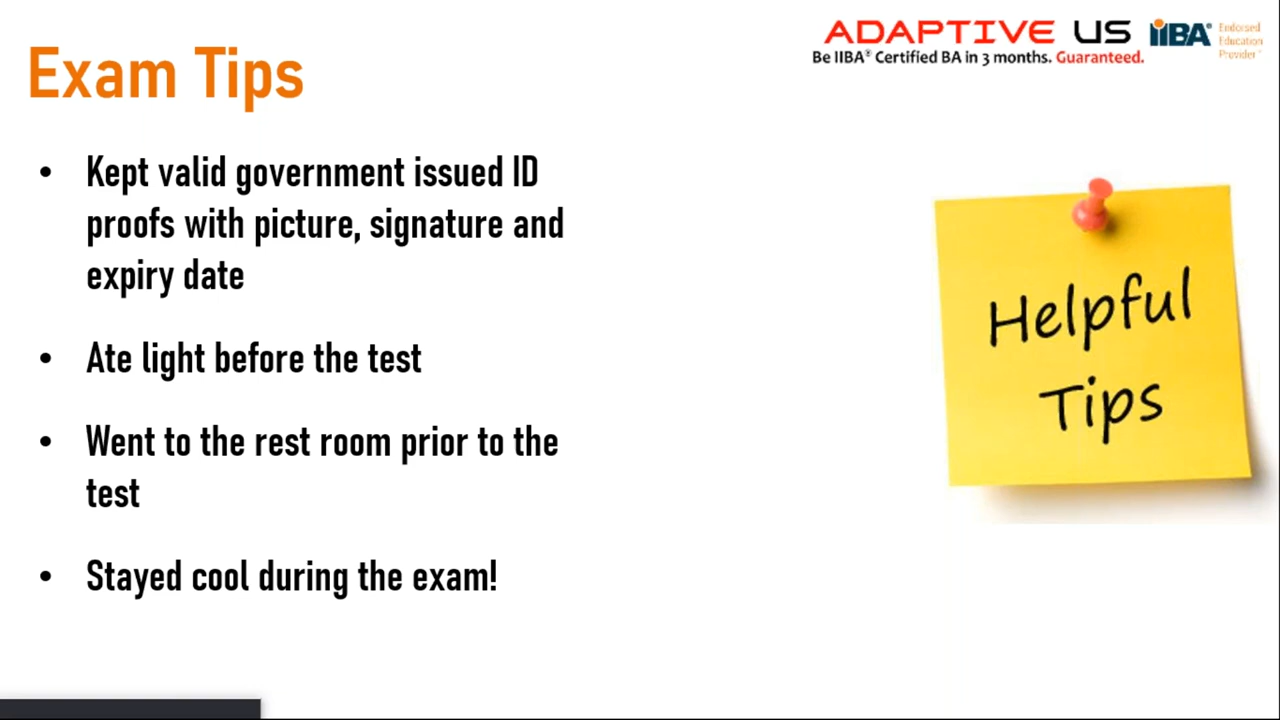 ADAPTIVE US IIBA® Endorsed
Education
Provider™
Be IIBA® Certified BA in 3 months. Guaranteed.
Exam Tips
• Kept valid government issued ID
proofs with picture, signature and
expiry date
• Ate light before the test
• Went to the rest room prior to the
test
• Stayed cool during the exam!
Helpful
Tips